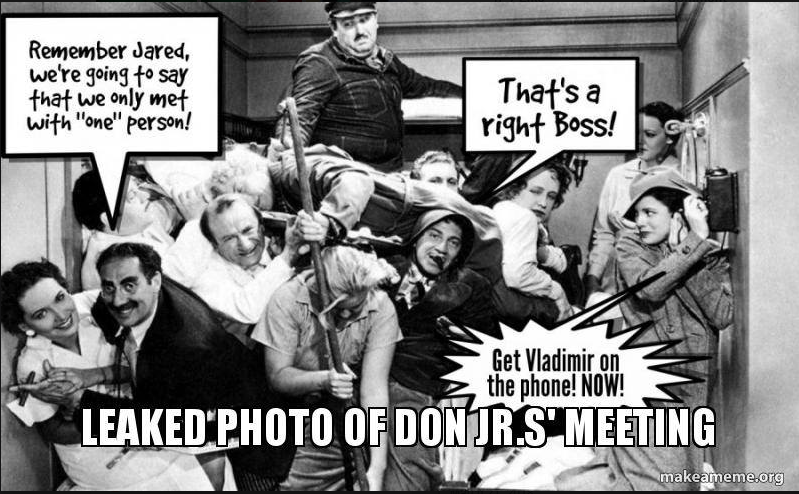 Remember Jared,
we're going to say
that we only met
with "one" person!
That's a
right Boss!
Get Vladimir on
the phone! NOW!
LEAKED PHOTO OF DON JR.S' MEETING
makeameme.org